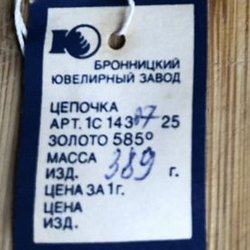 БРОННИЦКИЙ
ЮВЕЛИРНЫЙ ЗАВОД
ЦЕПОЧКА
АРТ. 1С 143 07 25
ЗОЛОТО 585°
МАССА
ИЗД. 389 г.
ЦЕНА ЗА 1 г.
ЦЕНА
ИЗД.